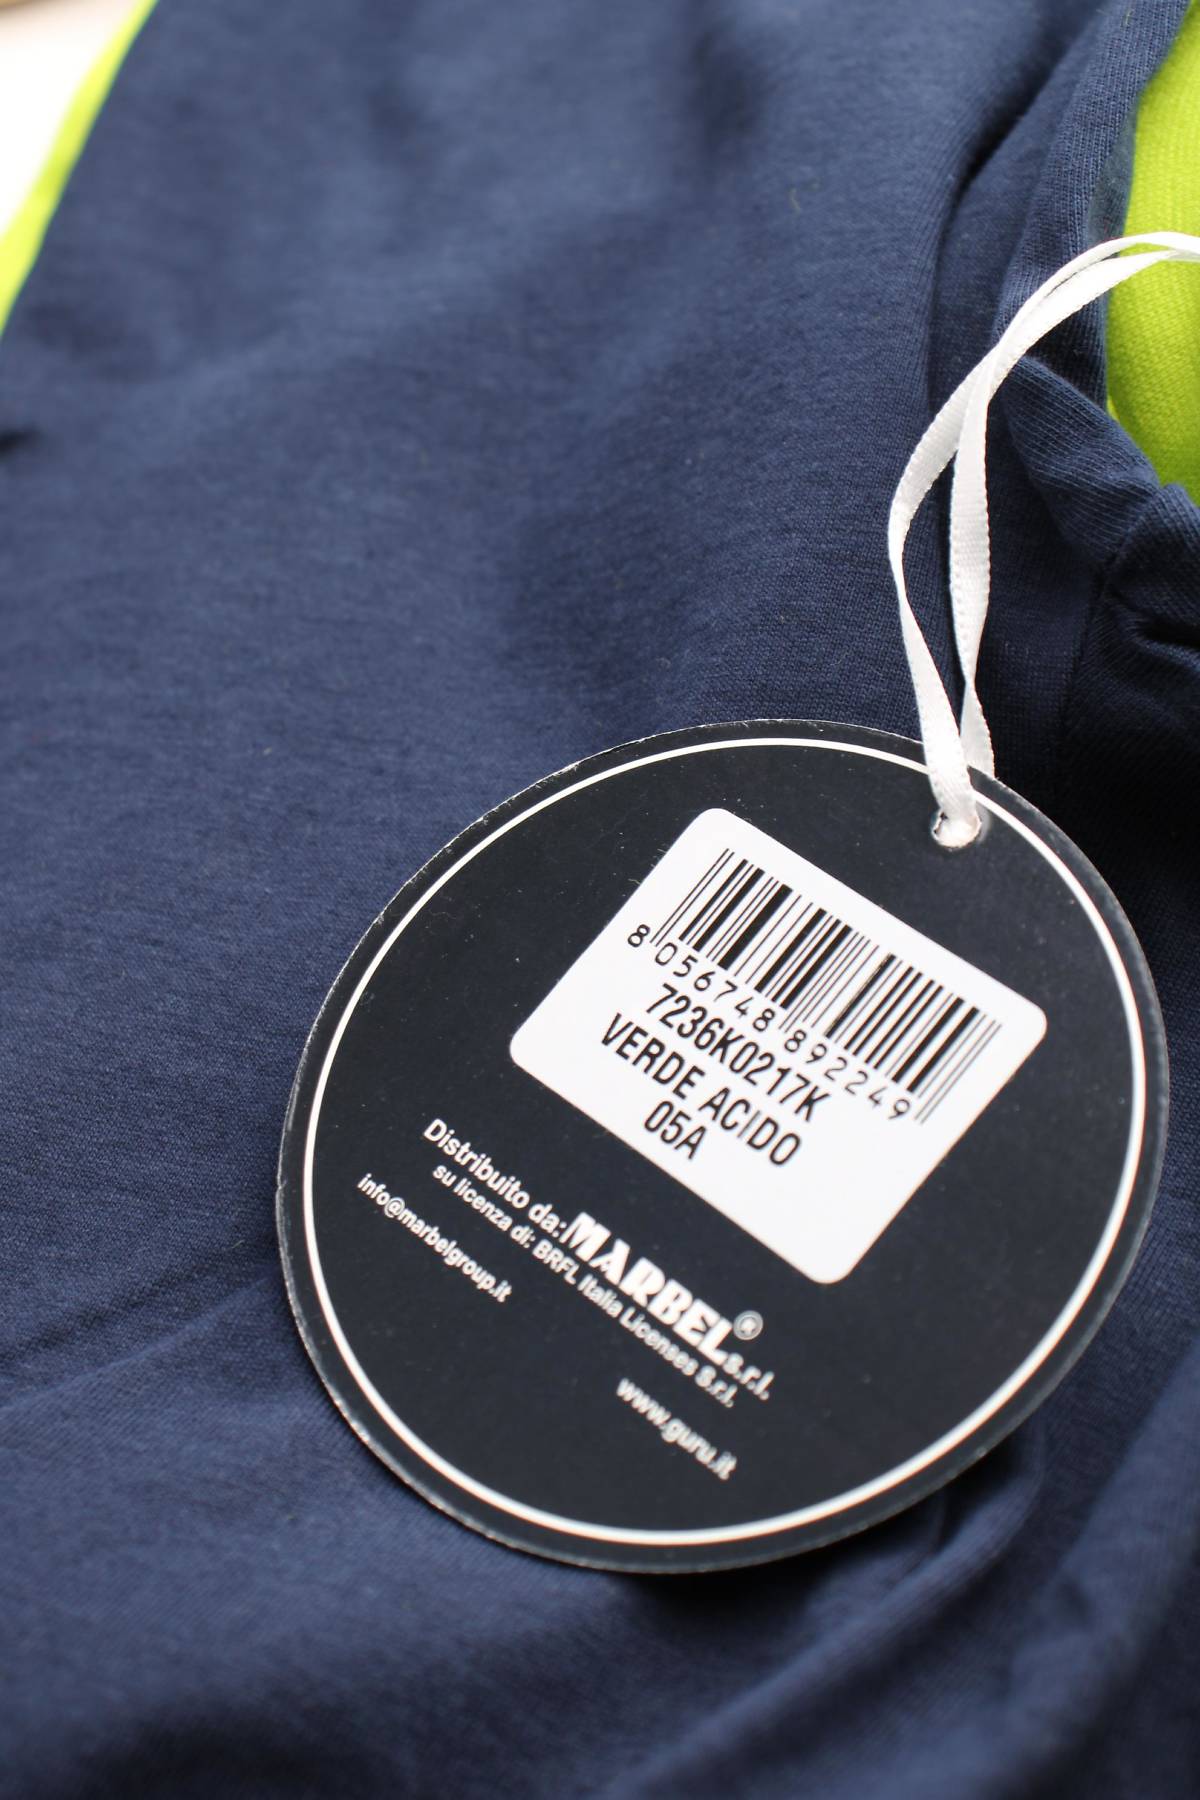 8 056748 892249
7236K0217K
VERDE ACIDO
05A
Distribuito da: MARBEL® s.r.l.
su licenza di: BRFL Italia Licenses S.r.l.
info@marbelgroup.it
www.guru.it